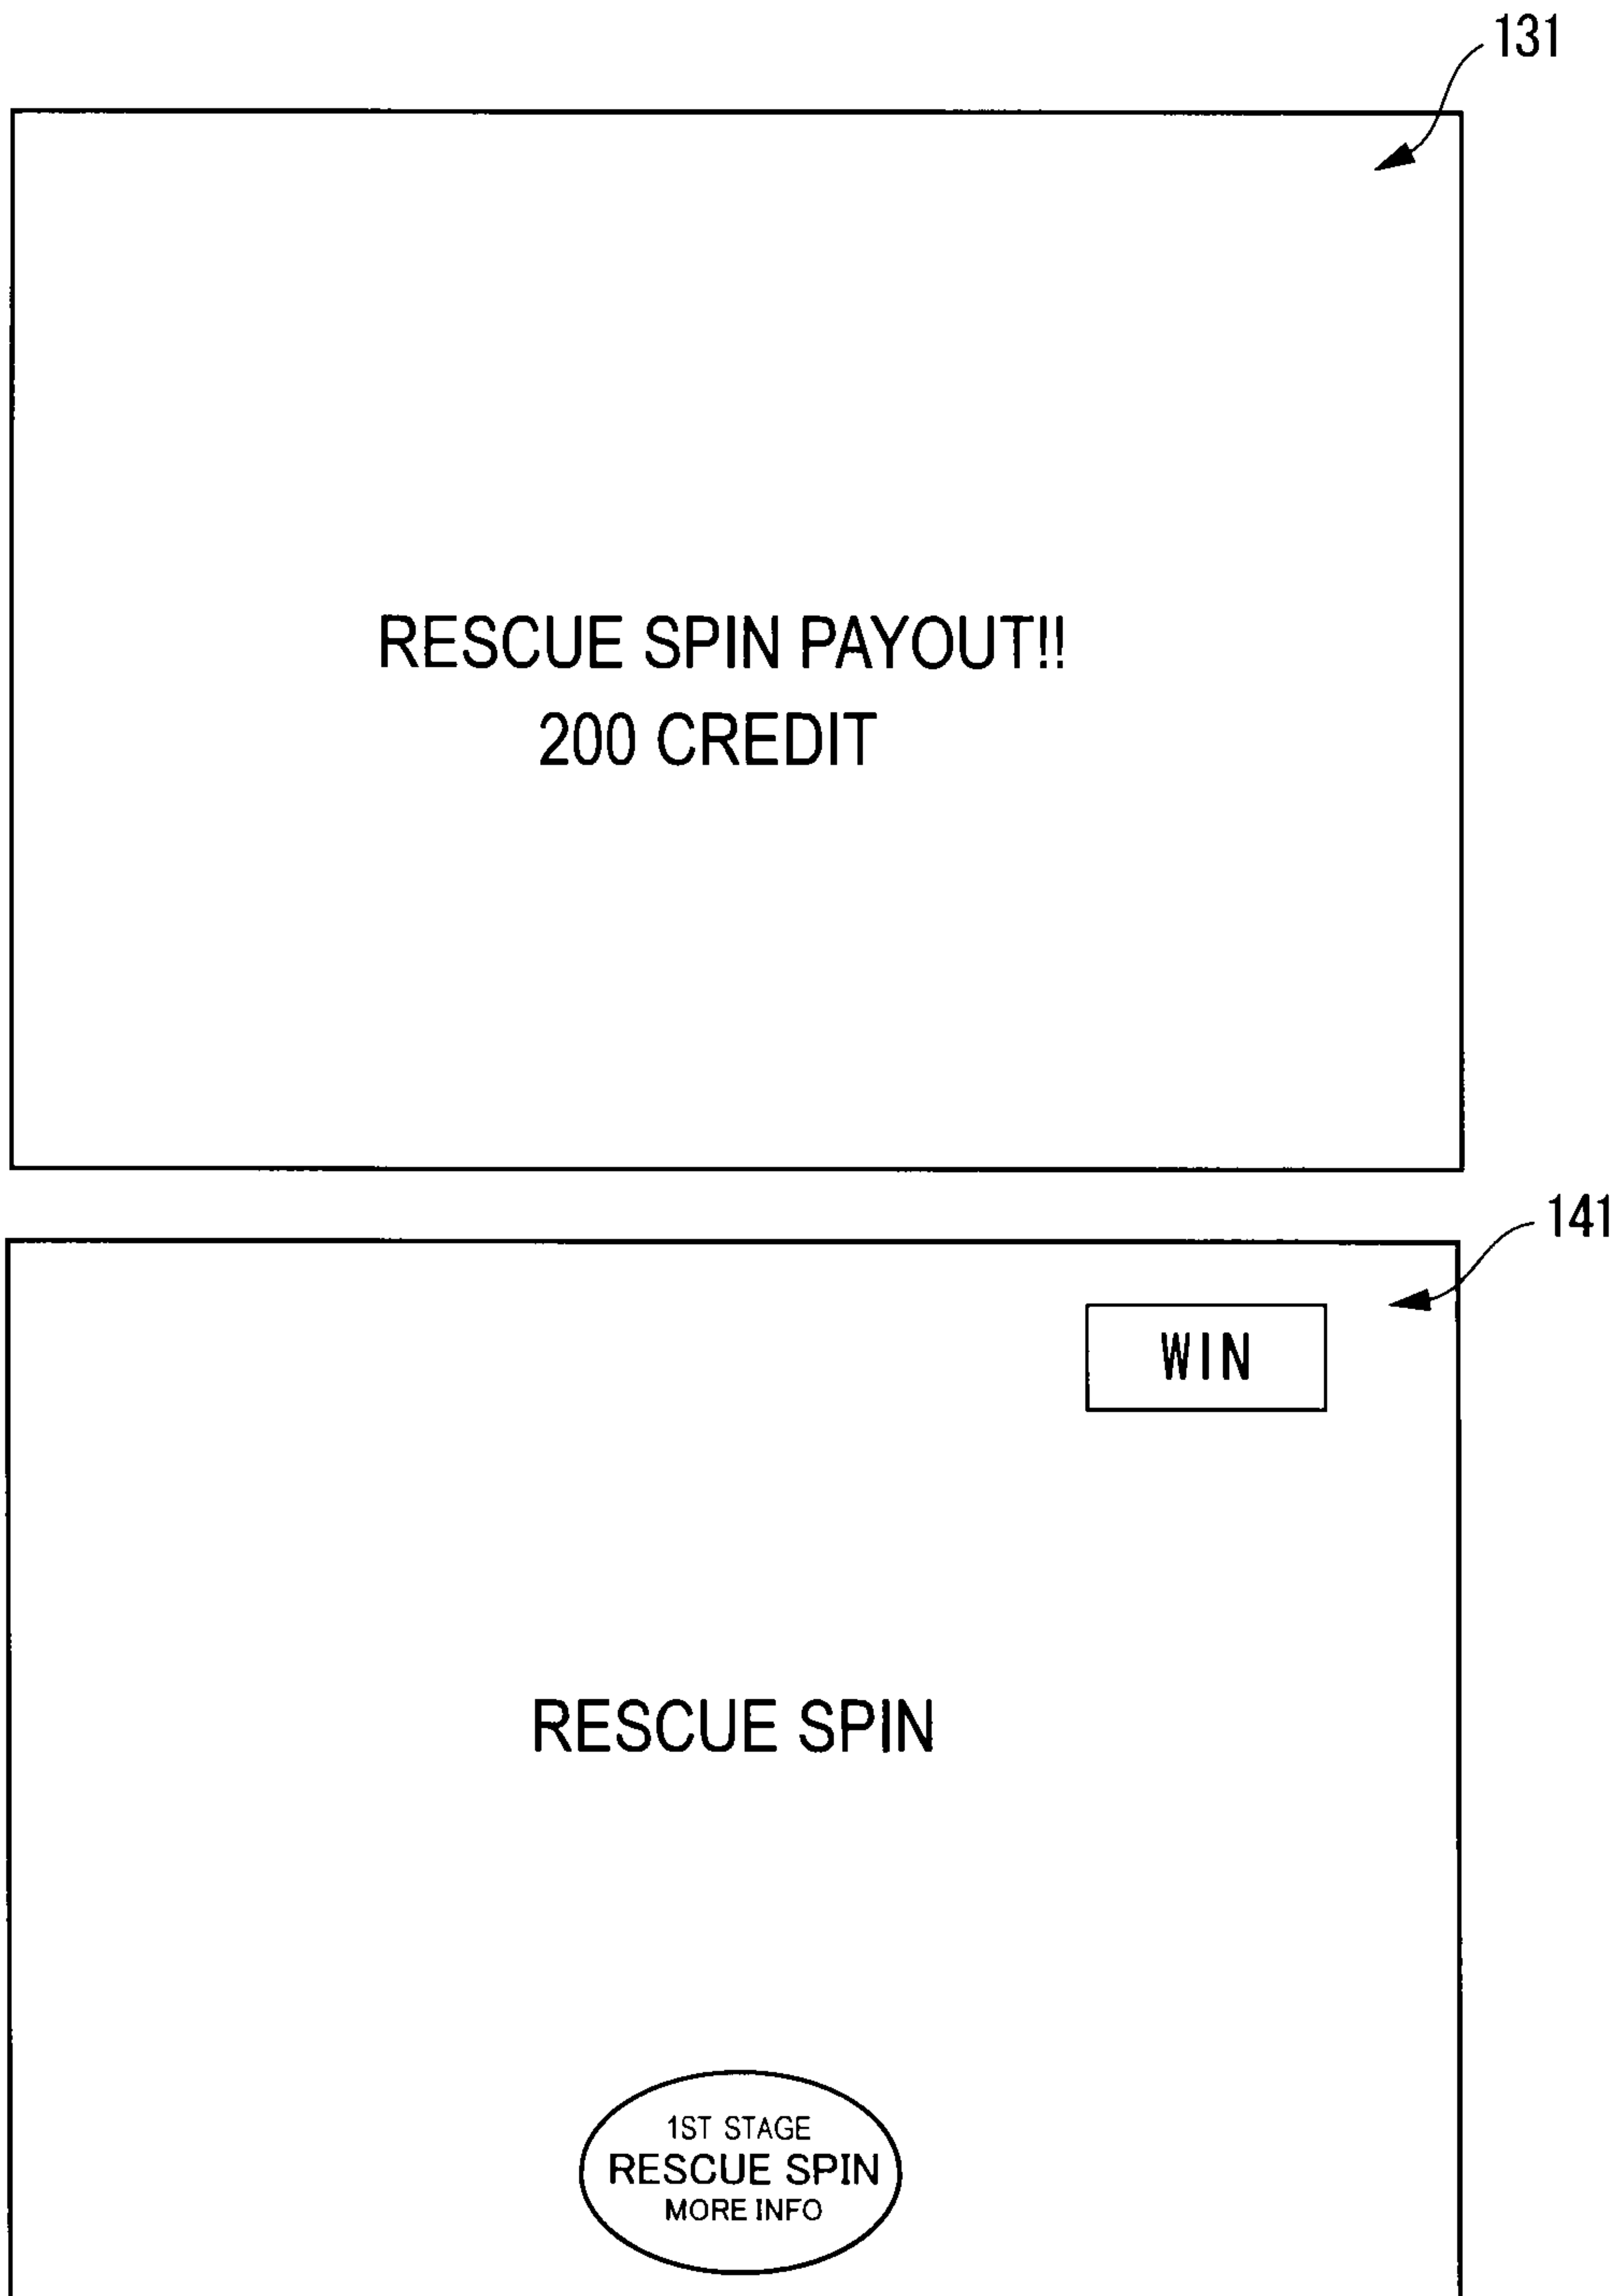 131
RESCUE SPIN PAYOUT!!
200 CREDIT
141
WIN
RESCUE SPIN
1ST STAGE
RESCUE SPIN
MORE INFO